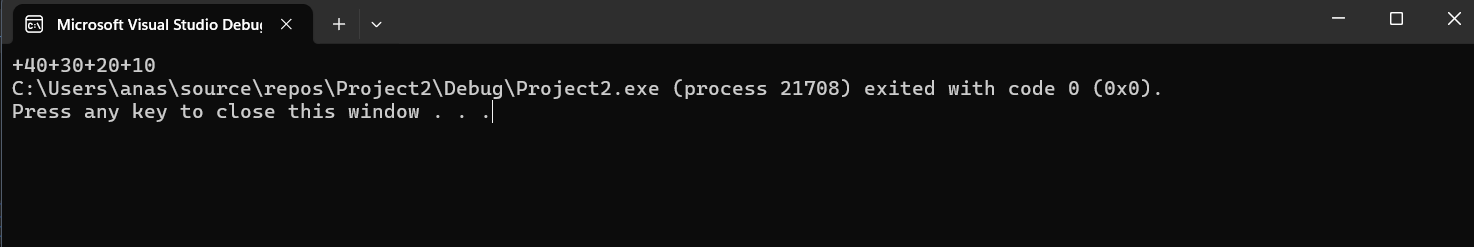 Microsoft Visual Studio Debug
+40+30+20+10
C:\Users\anas\source\repos\Project2\Debug\Project2.exe (process 21708) exited with code 0 (0x0).
Press any key to close this window . . .